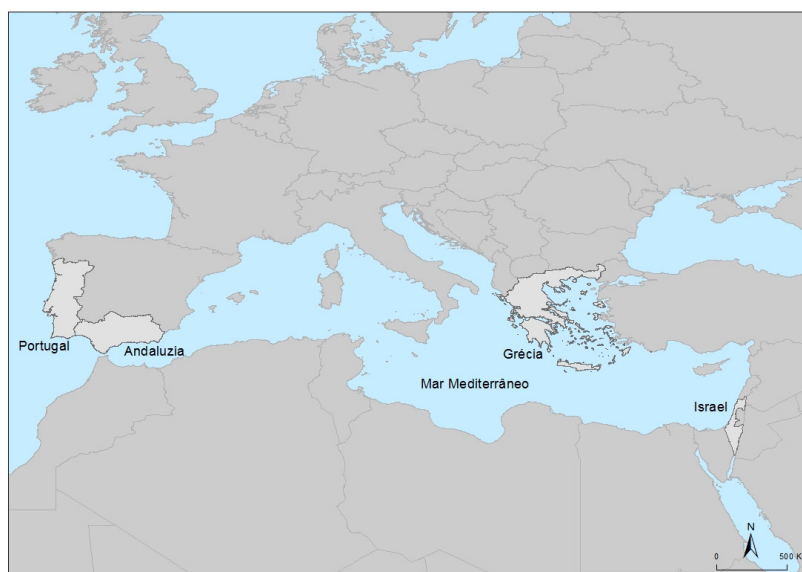 Portugal
Andaluzia
Grécia
Mar Mediterrâneo
Israel
N
0 500 K